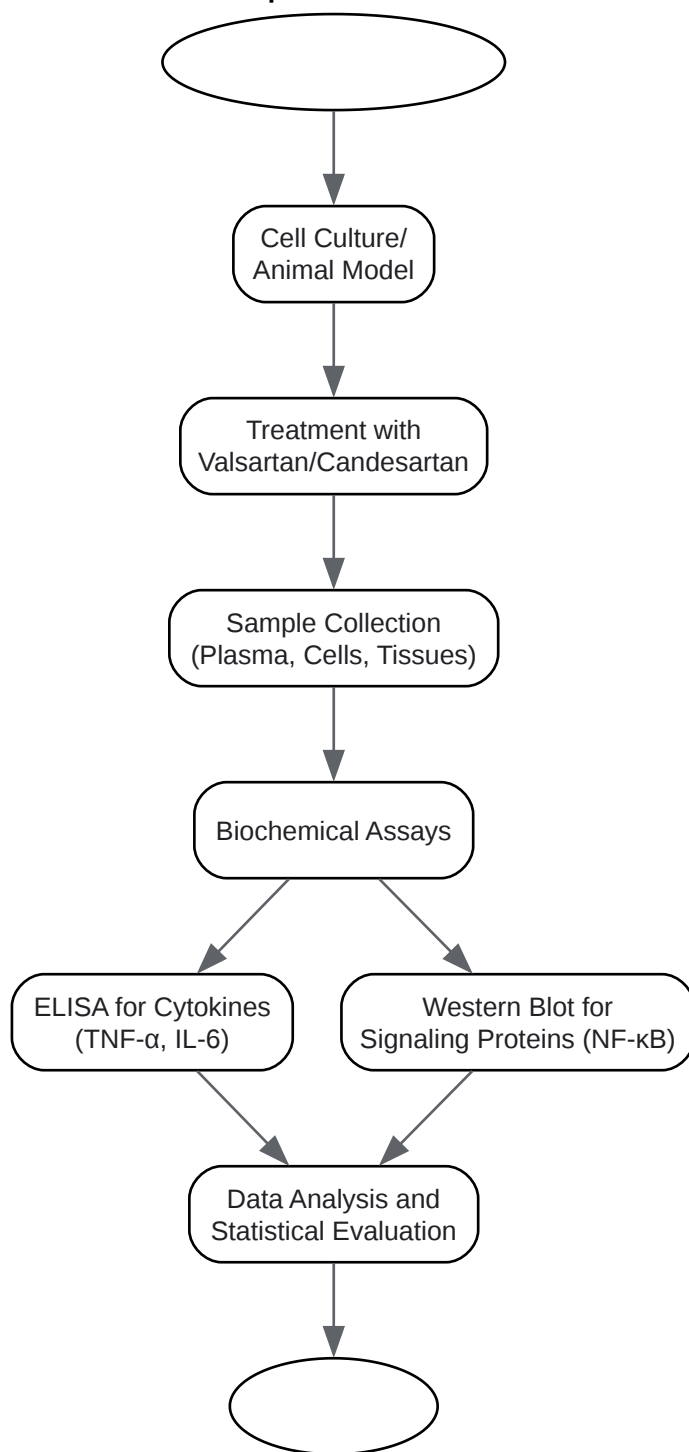 Cell Culture/
Animal Model
Treatment with
Valsartan/Candesartan
Sample Collection
(Plasma, Cells, Tissues)
Biochemical Assays
ELISA for Cytokines
(TNF-α, IL-6)
Western Blot for
Signaling Proteins (NF-κB)
Data Analysis and
Statistical Evaluation